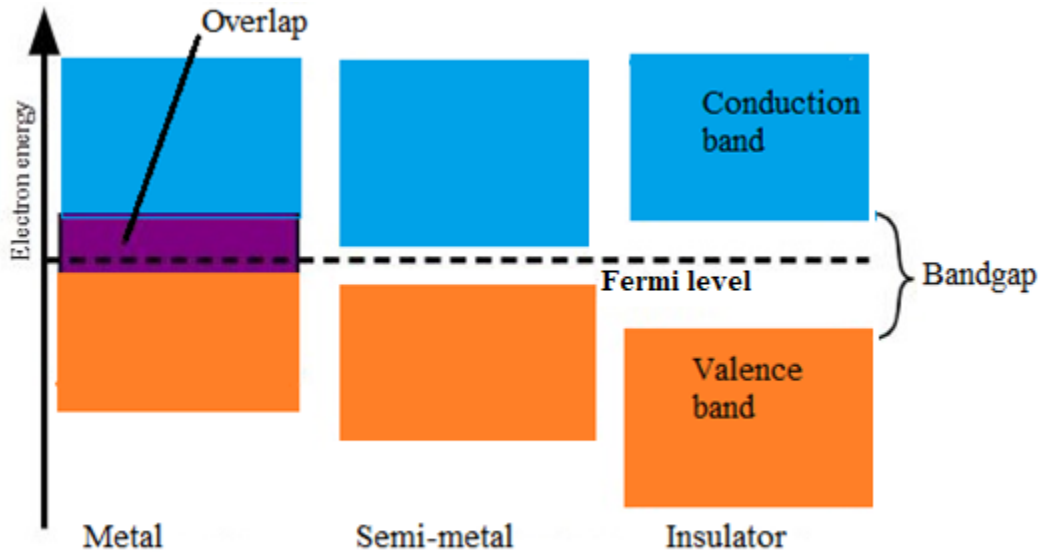 Overlap
Electron energy
Conduction
band
Fermi level
Bandgap
Valence
band
Metal
Semi-metal
Insulator